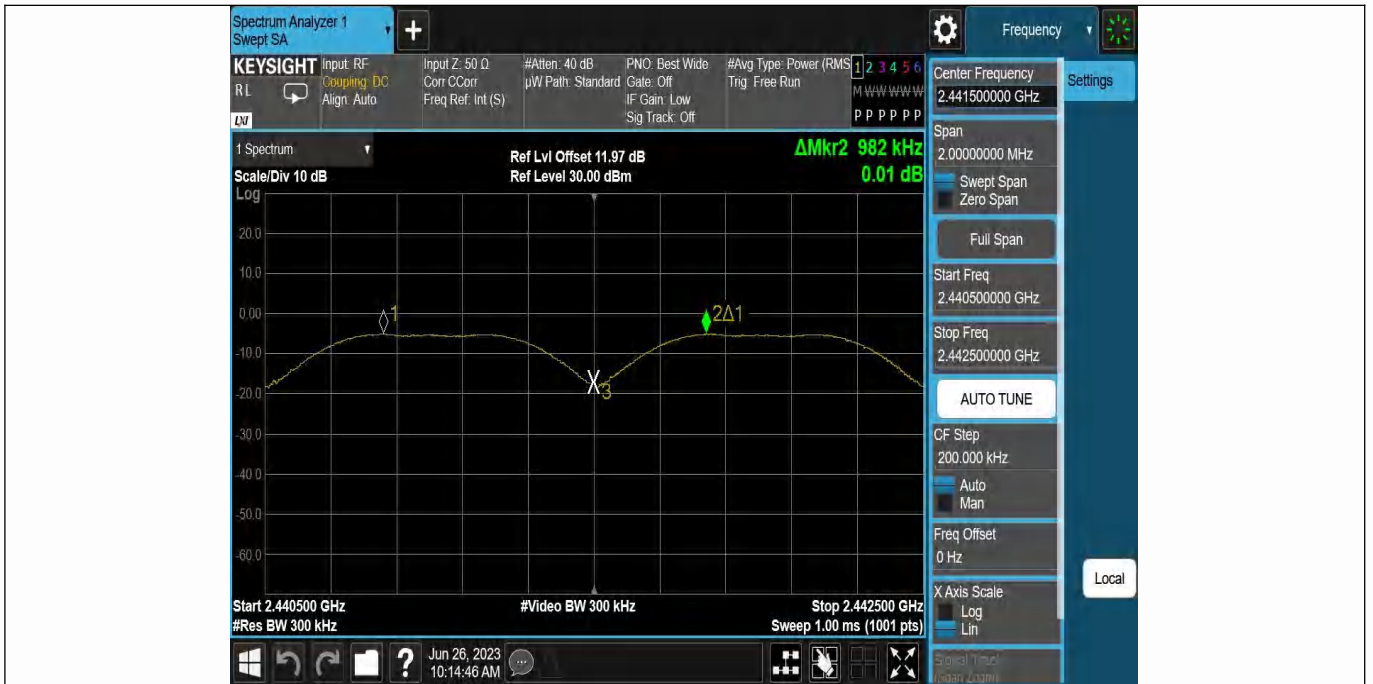 Spectrum Analyzer 1
Swept SA
Frequency
KEYSIGHT
R L
LXI
Input: RF
Coupling: DC
Align: Auto
Input Z: 50 Ω
Corr CCorr
Freq Ref: Int (S)
#Atten: 40 dB
µW Path: Standard
PNO: Best Wide
Gate: Off
IF Gain: Low
Sig Track: Off
#Avg Type: Power (RMS
Trig: Free Run
1 2 3 4 5 6
M W W W W W
P P P P P P
1 Spectrum
Scale/Div 10 dB
Log
Ref Lvl Offset 11.97 dB
Ref Level 30.00 dBm
ΔMkr2 982 kHz
0.01 dB
20.0
10.0
0.00
-10.0
-20.0
-30.0
-40.0
-50.0
-60.0
1
2Δ1
X3
Start 2.440500 GHz
#Res BW 300 kHz
#Video BW 300 kHz
Stop 2.442500 GHz
Sweep 1.00 ms (1001 pts)
Center Frequency
2.441500000 GHz
Settings
Span
2.00000000 MHz
Swept Span
Zero Span
Full Span
Start Freq
2.440500000 GHz
Stop Freq
2.442500000 GHz
AUTO TUNE
CF Step
200.000 kHz
Auto
Man
Freq Offset
0 Hz
X Axis Scale
Log
Lin
Signal Track
(Span Zoom)
Local
?
Jun 26, 2023
10:14:46 AM